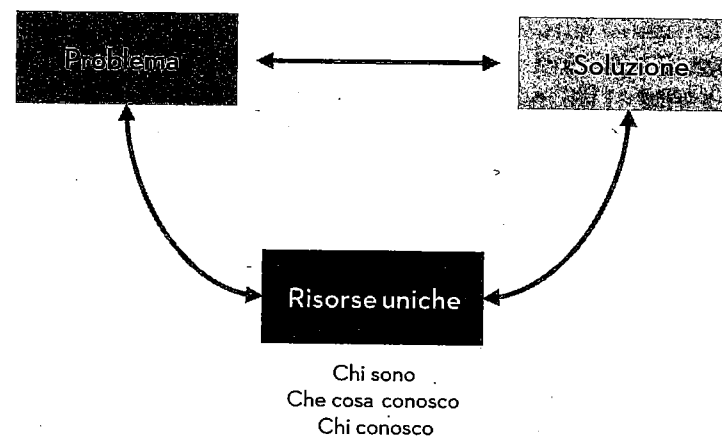 Problema
Soluzione
Risorse uniche
Chi sono
Che cosa conosco
Chi conosco